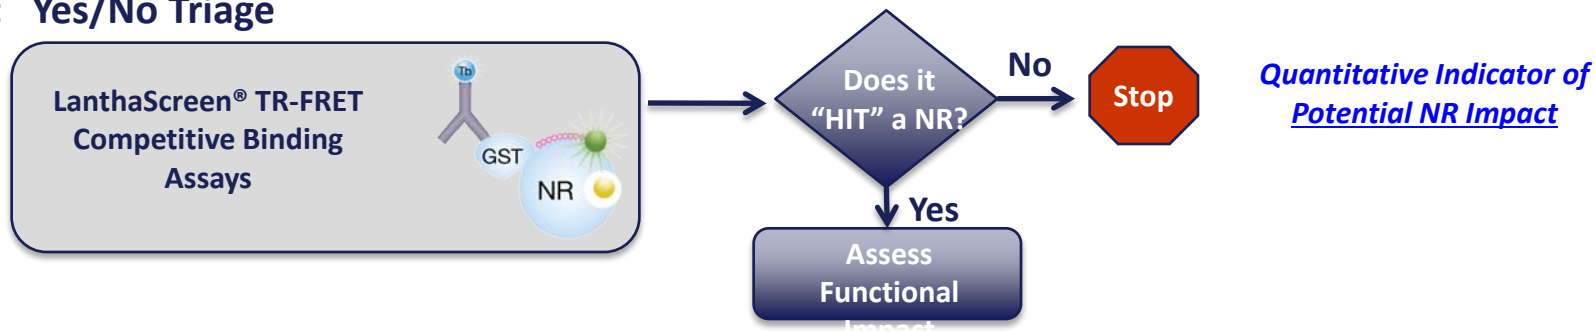 : Yes/No Triage
LanthaScreen® TR-FRET
Competitive Binding
Assays
Tb
GST
NR
Does it
“HIT” a NR?
No
Stop
Quantitative Indicator of
Potential NR Impact
Yes
Assess
Functional
Impact